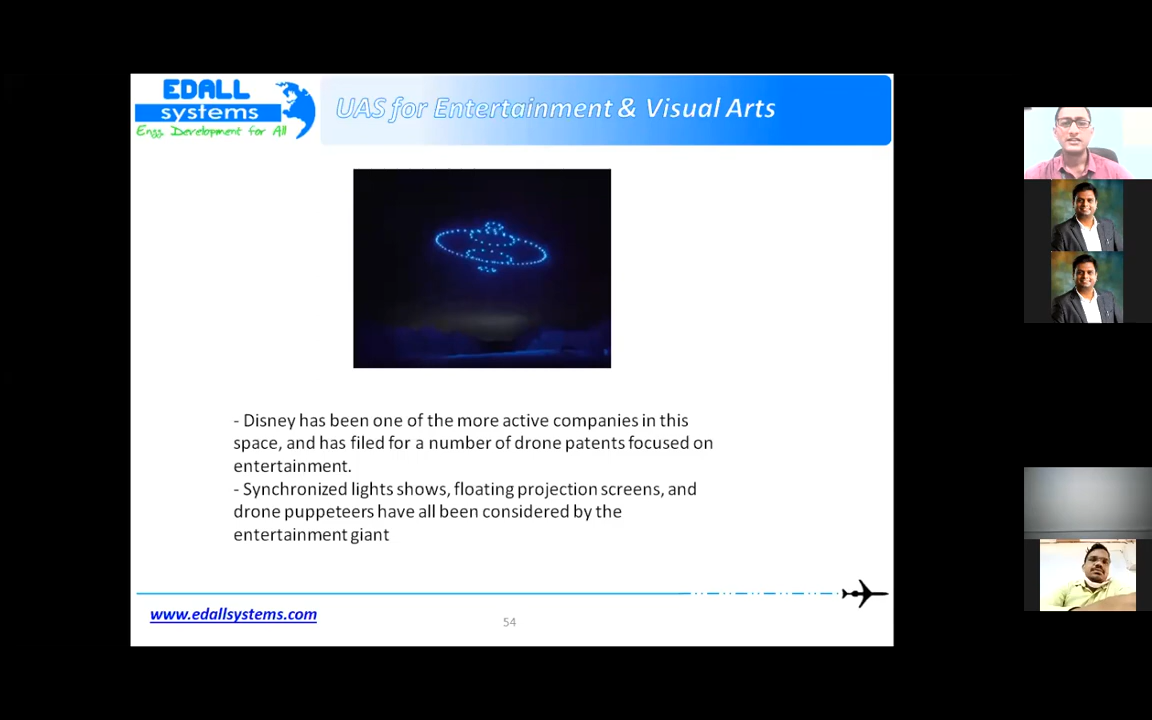 EDALL
systems
Engg. Development for All
UAS for Entertainment & Visual Arts
- Disney has been one of the more active companies in this
space, and has filed for a number of drone patents focused on
entertainment.
- Synchronized lights shows, floating projection screens, and
drone puppeteers have all been considered by the
entertainment giant
www.edallsystems.com
54